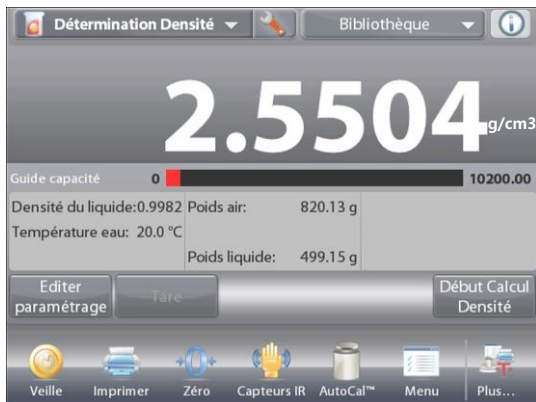 Détermination Densité
Bibliothèque
2.5504 g/cm3
Guide capacité 0 10200.00
Densité du liquide:0.9982 Poids air: 820.13 g
Température eau: 20.0 °C
Poids liquide: 499.15 g
Editer paramétrage
Tare
Début Calcul Densité
Veille Imprimer Zéro Capteurs IR AutoCal™ Menu Plus...